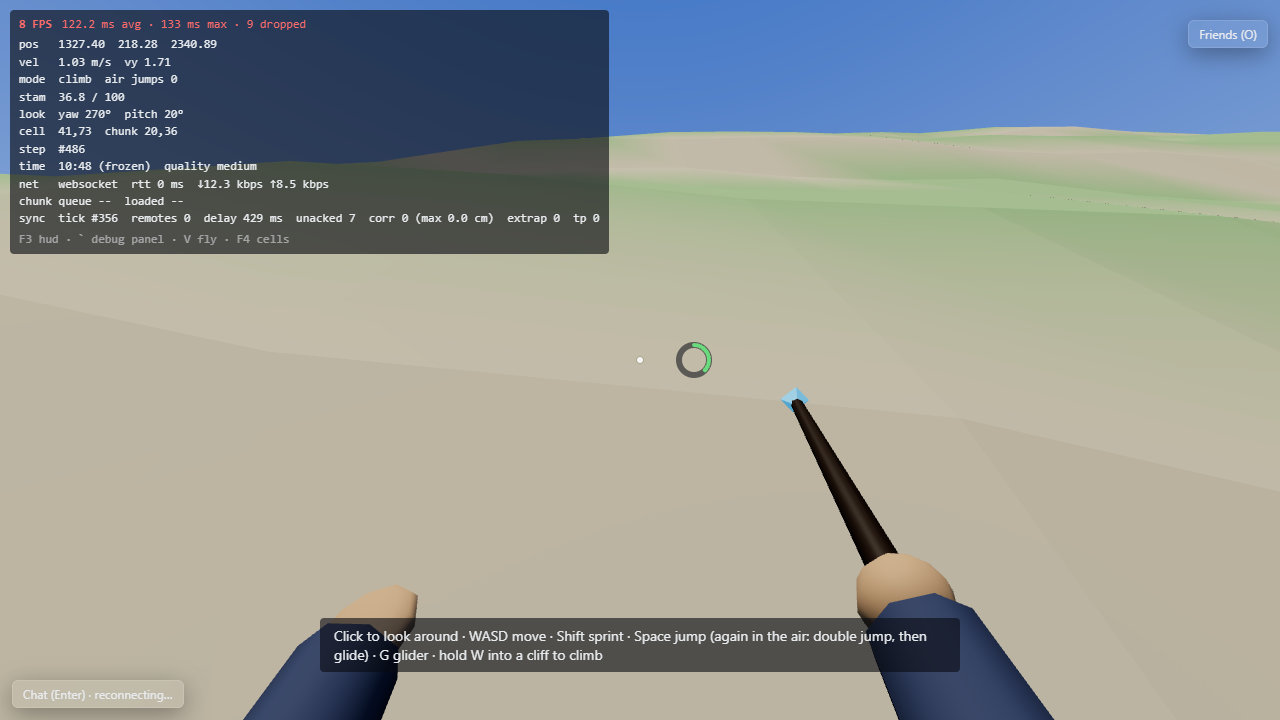 8 FPS 122.2 ms avg · 133 ms max · 9 dropped
pos 1327.40 218.28 2340.89
vel 1.03 m/s vy 1.71
mode climb air jumps 0
stam 36.8 / 100
look yaw 270° pitch 20°
cell 41,73 chunk 20,36
step #486
time 10:48 (frozen) quality medium
net websocket rtt 0 ms ↓12.3 kbps ↑8.5 kbps
chunk queue -- loaded --
sync tick #356 remotes 0 delay 429 ms unacked 7 corr 0 (max 0.0 cm) extrap 0 tp 0
F3 hud · ` debug panel · V fly · F4 cells
Friends (O)
Click to look around · WASD move · Shift sprint · Space jump (again in the air: double jump, then
glide) · G glider · hold W into a cliff to climb
Chat (Enter) · reconnecting...